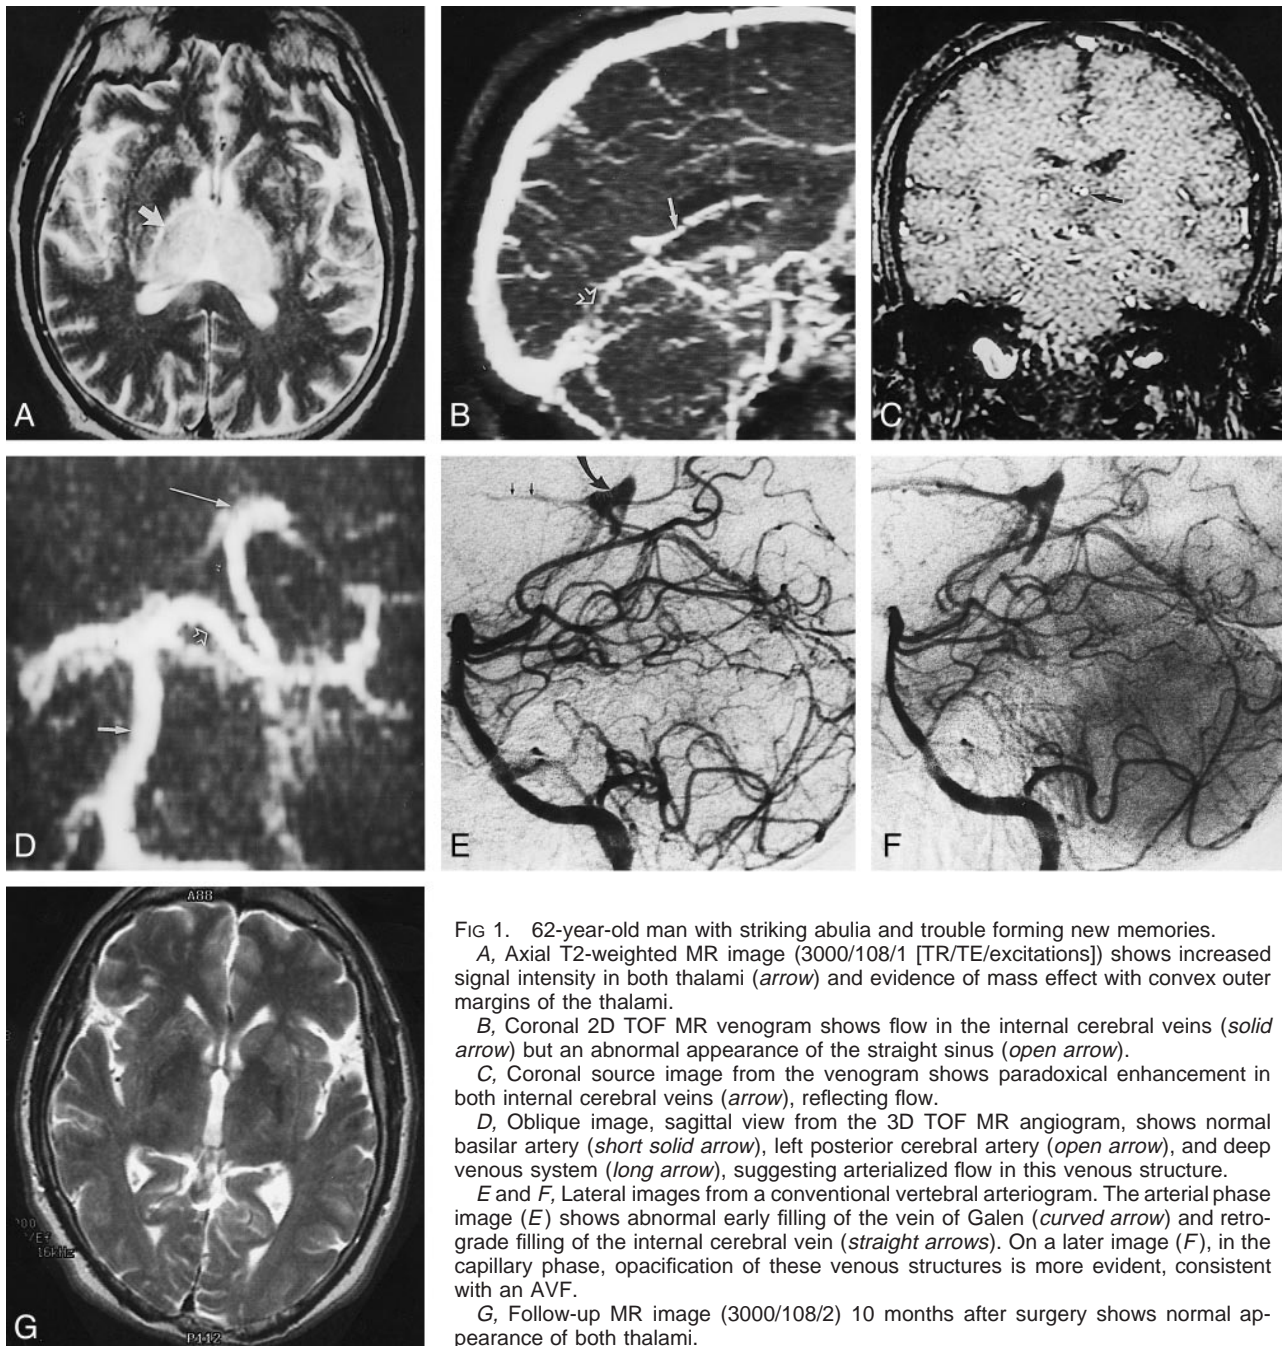 A
B
C
D
E
F
A88
16kHz
P112
G
FIG 1. 62-year-old man with striking abulia and trouble forming new memories.
A, Axial T2-weighted MR image (3000/108/1 [TR/TE/excitations]) shows increased
signal intensity in both thalami (arrow) and evidence of mass effect with convex outer
margins of the thalami.
B, Coronal 2D TOF MR venogram shows flow in the internal cerebral veins (solid
arrow) but an abnormal appearance of the straight sinus (open arrow).
C, Coronal source image from the venogram shows paradoxical enhancement in
both internal cerebral veins (arrow), reflecting flow.
D, Oblique image, sagittal view from the 3D TOF MR angiogram, shows normal
basilar artery (short solid arrow), left posterior cerebral artery (open arrow), and deep
venous system (long arrow), suggesting arterialized flow in this venous structure.
E and F, Lateral images from a conventional vertebral arteriogram. The arterial phase
image (E) shows abnormal early filling of the vein of Galen (curved arrow) and retro-
grade filling of the internal cerebral vein (straight arrows). On a later image (F), in the
capillary phase, opacification of these venous structures is more evident, consistent
with an AVF.
G, Follow-up MR image (3000/108/2) 10 months after surgery shows normal ap-
pearance of both thalami.